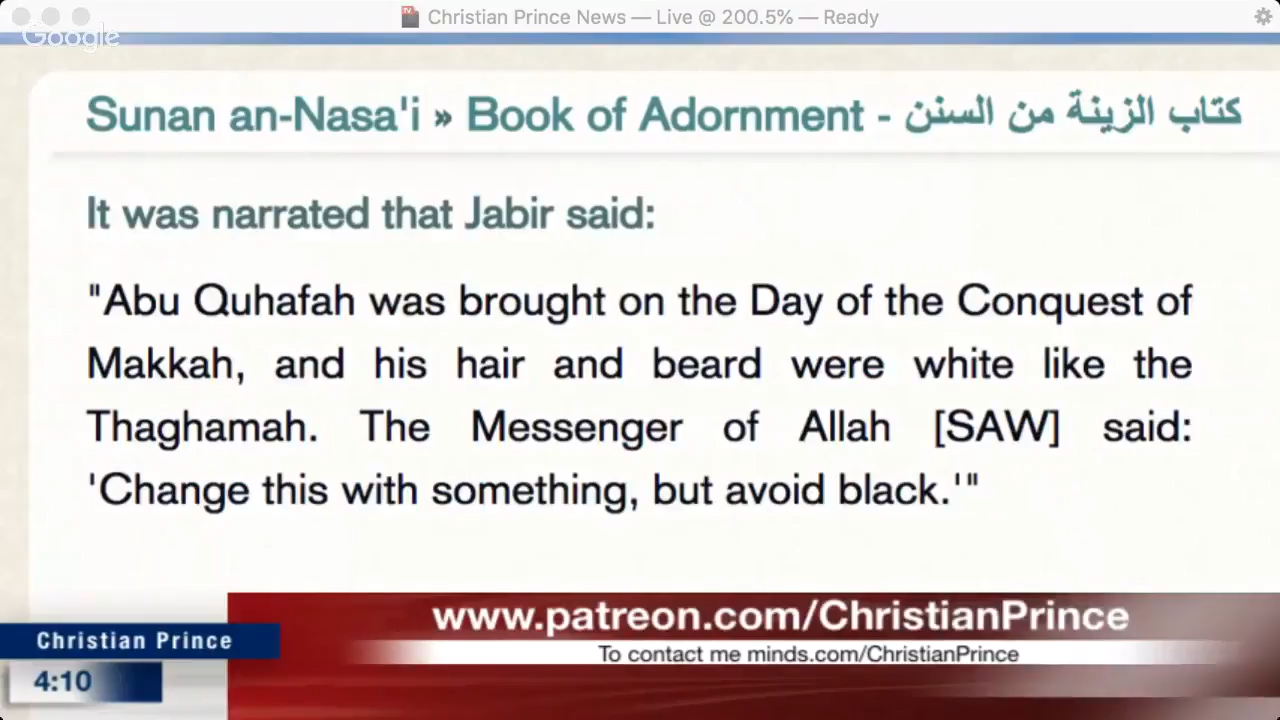 Christian Prince News — Live @ 200.5% — Ready
Google
Sunan an-Nasa'i » Book of Adornment - كتاب الزينة من السنن
It was narrated that Jabir said:
"Abu Quhafah was brought on the Day of the Conquest of
Makkah, and his hair and beard were white like the
Thaghamah. The Messenger of Allah [SAW] said:
'Change this with something, but avoid black.'"
www.patreon.com/ChristianPrince
Christian Prince
To contact me minds.com/ChristianPrince
4:10